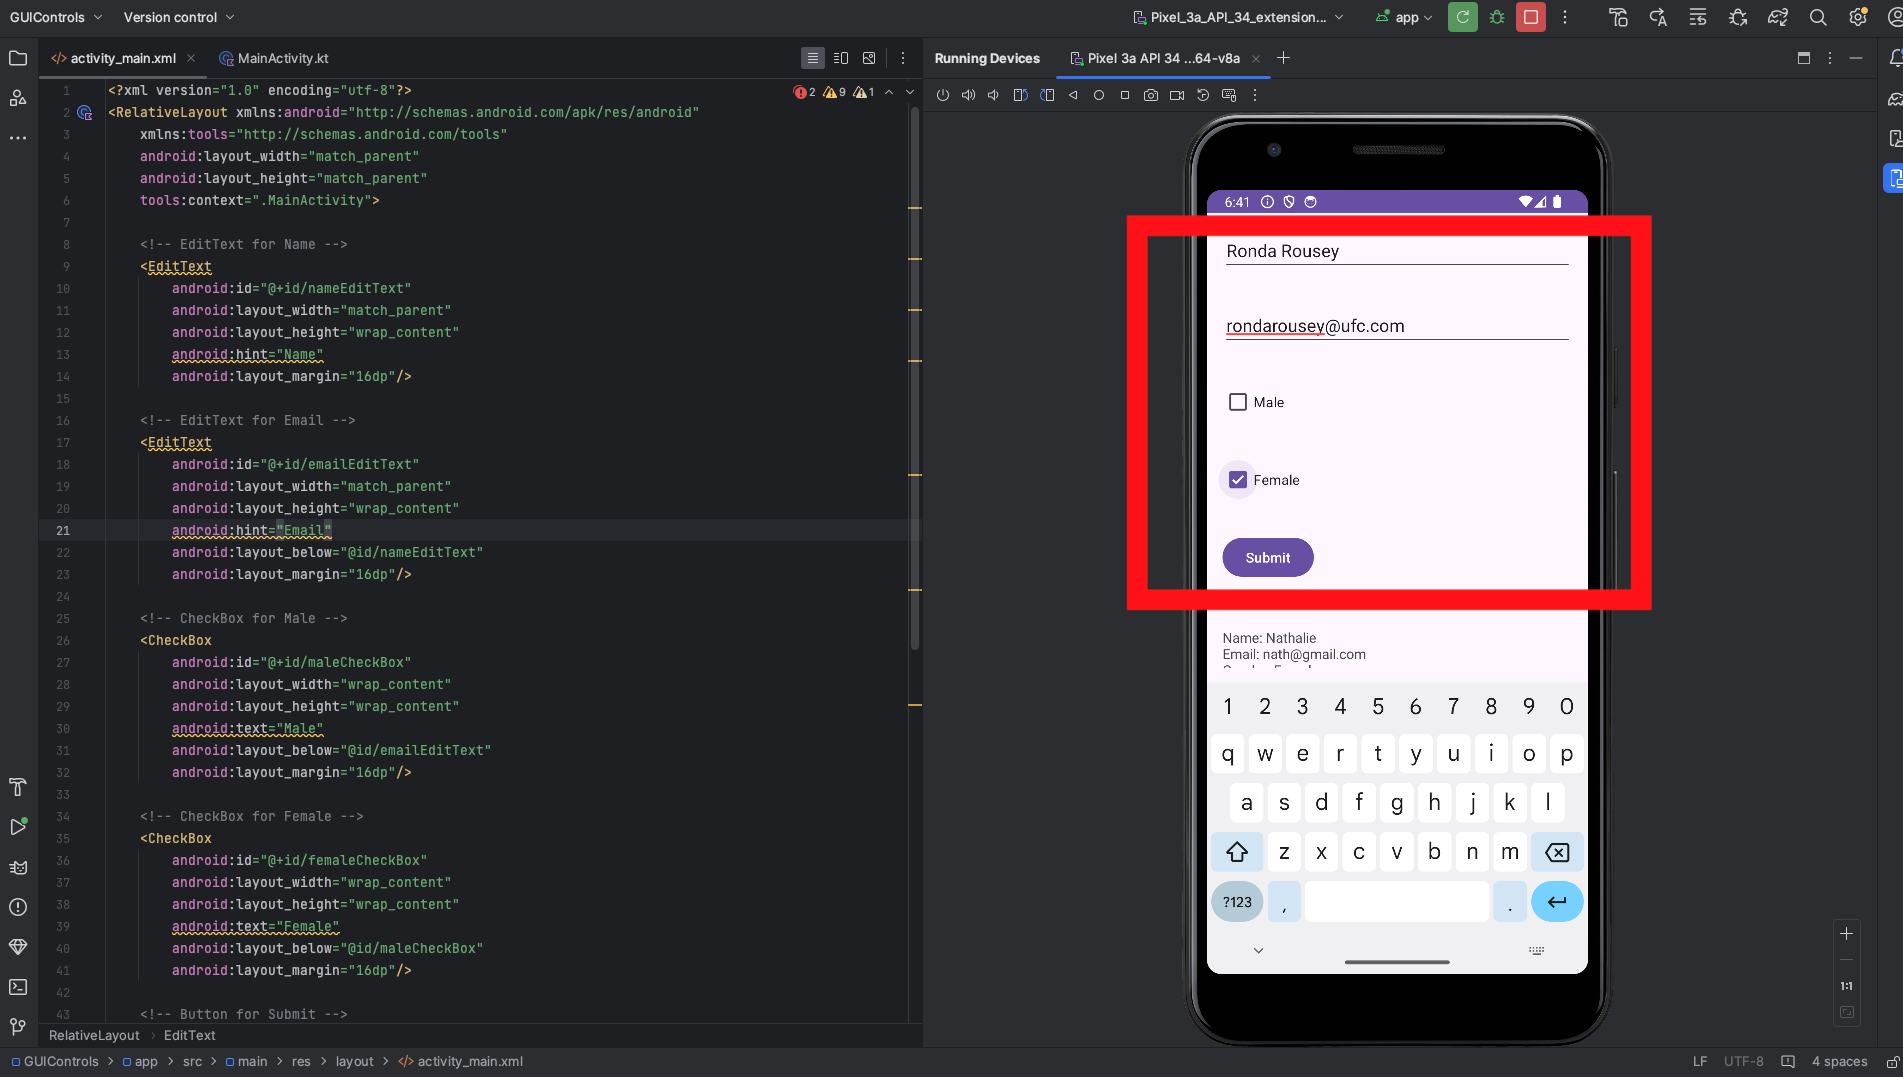 GUIControls
Version control
Pixel_3a_API_34_extension...
app
activity_main.xml
MainActivity.kt
Running Devices
Pixel 3a API 34 ...64-v8a
2
9
1
1 <?xml version="1.0" encoding="utf-8"?>
2 <RelativeLayout xmlns:android="http://schemas.android.com/apk/res/android"
3 xmlns:tools="http://schemas.android.com/tools"
4 android:layout_width="match_parent"
5 android:layout_height="match_parent"
6 tools:context=".MainActivity">
7
8 <!-- EditText for Name -->
9 <EditText
10 android:id="@+id/nameEditText"
11 android:layout_width="match_parent"
12 android:layout_height="wrap_content"
13 android:hint="Name"
14 android:layout_margin="16dp"/>
15
16 <!-- EditText for Email -->
17 <EditText
18 android:id="@+id/emailEditText"
19 android:layout_width="match_parent"
20 android:layout_height="wrap_content"
21 android:hint="Email"
22 android:layout_below="@id/nameEditText"
23 android:layout_margin="16dp"/>
24
25 <!-- CheckBox for Male -->
26 <CheckBox
27 android:id="@+id/maleCheckBox"
28 android:layout_width="wrap_content"
29 android:layout_height="wrap_content"
30 android:text="Male"
31 android:layout_below="@id/emailEditText"
32 android:layout_margin="16dp"/>
33
34 <!-- CheckBox for Female -->
35 <CheckBox
36 android:id="@+id/femaleCheckBox"
37 android:layout_width="wrap_content"
38 android:layout_height="wrap_content"
39 android:text="Female"
40 android:layout_below="@id/maleCheckBox"
41 android:layout_margin="16dp"/>
42
43 <!-- Button for Submit -->
RelativeLayout > EditText
6:41
Ronda Rousey
rondarousey@ufc.com
Male
Female
Submit
Name: Nathalie
Email: nath@gmail.com
1 2 3 4 5 6 7 8 9 0
q w e r t y u i o p
a s d f g h j k l
z x c v b n m
?123 , .
1:1
GUIControls > app > src > main > res > layout > activity_main.xml
LF UTF-8 4 spaces